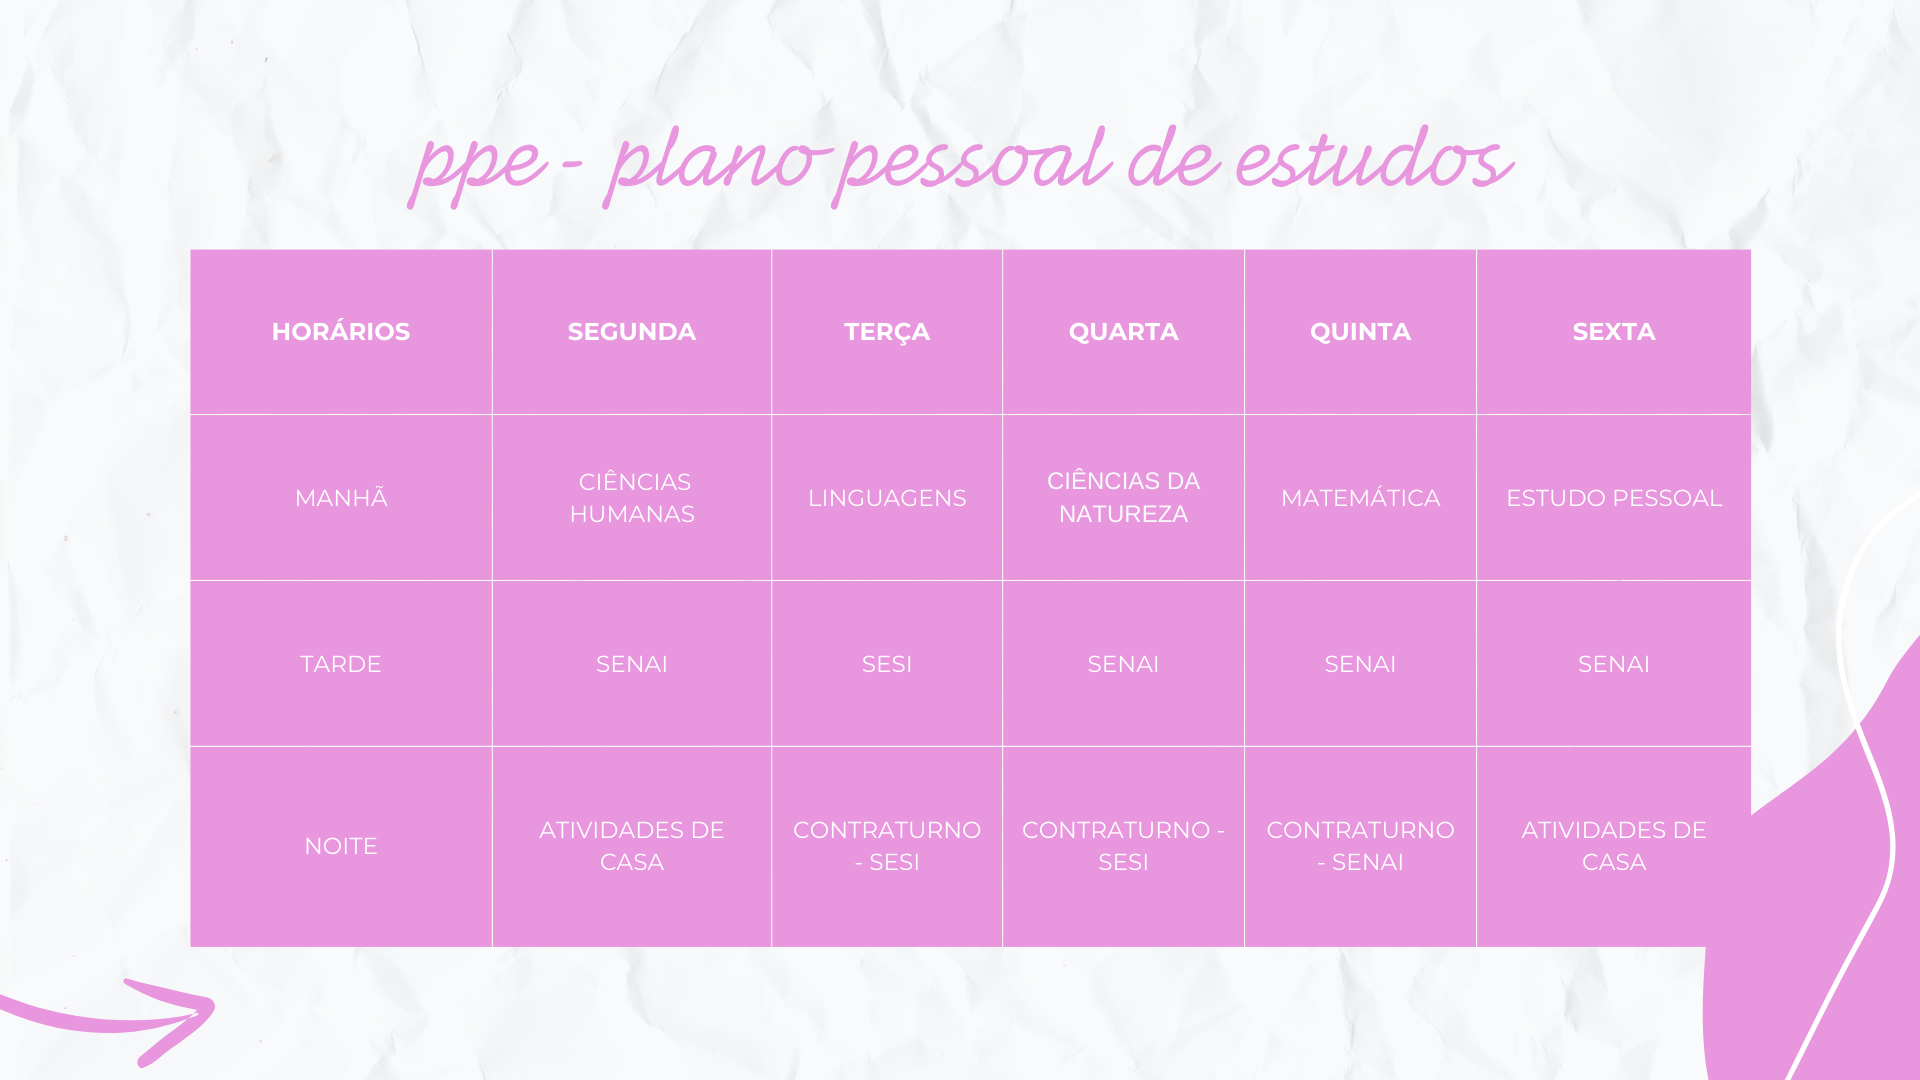 ppe - plano pessoal de estudos
HORÁRIOS SEGUNDA TERÇA QUARTA QUINTA SEXTA
MANHÃ
CIÊNCIAS
HUMANAS
LINGUAGENS
CIÊNCIAS DA
NATUREZA
MATEMÁTICA
ESTUDO PESSOAL
TARDE SENAI SESI SENAI SENAI SENAI
NOITE
ATIVIDADES DE
CASA
CONTRATURNO
- SESI
CONTRATURNO -
SESI
CONTRATURNO
- SENAI
ATIVIDADES DE
CASA